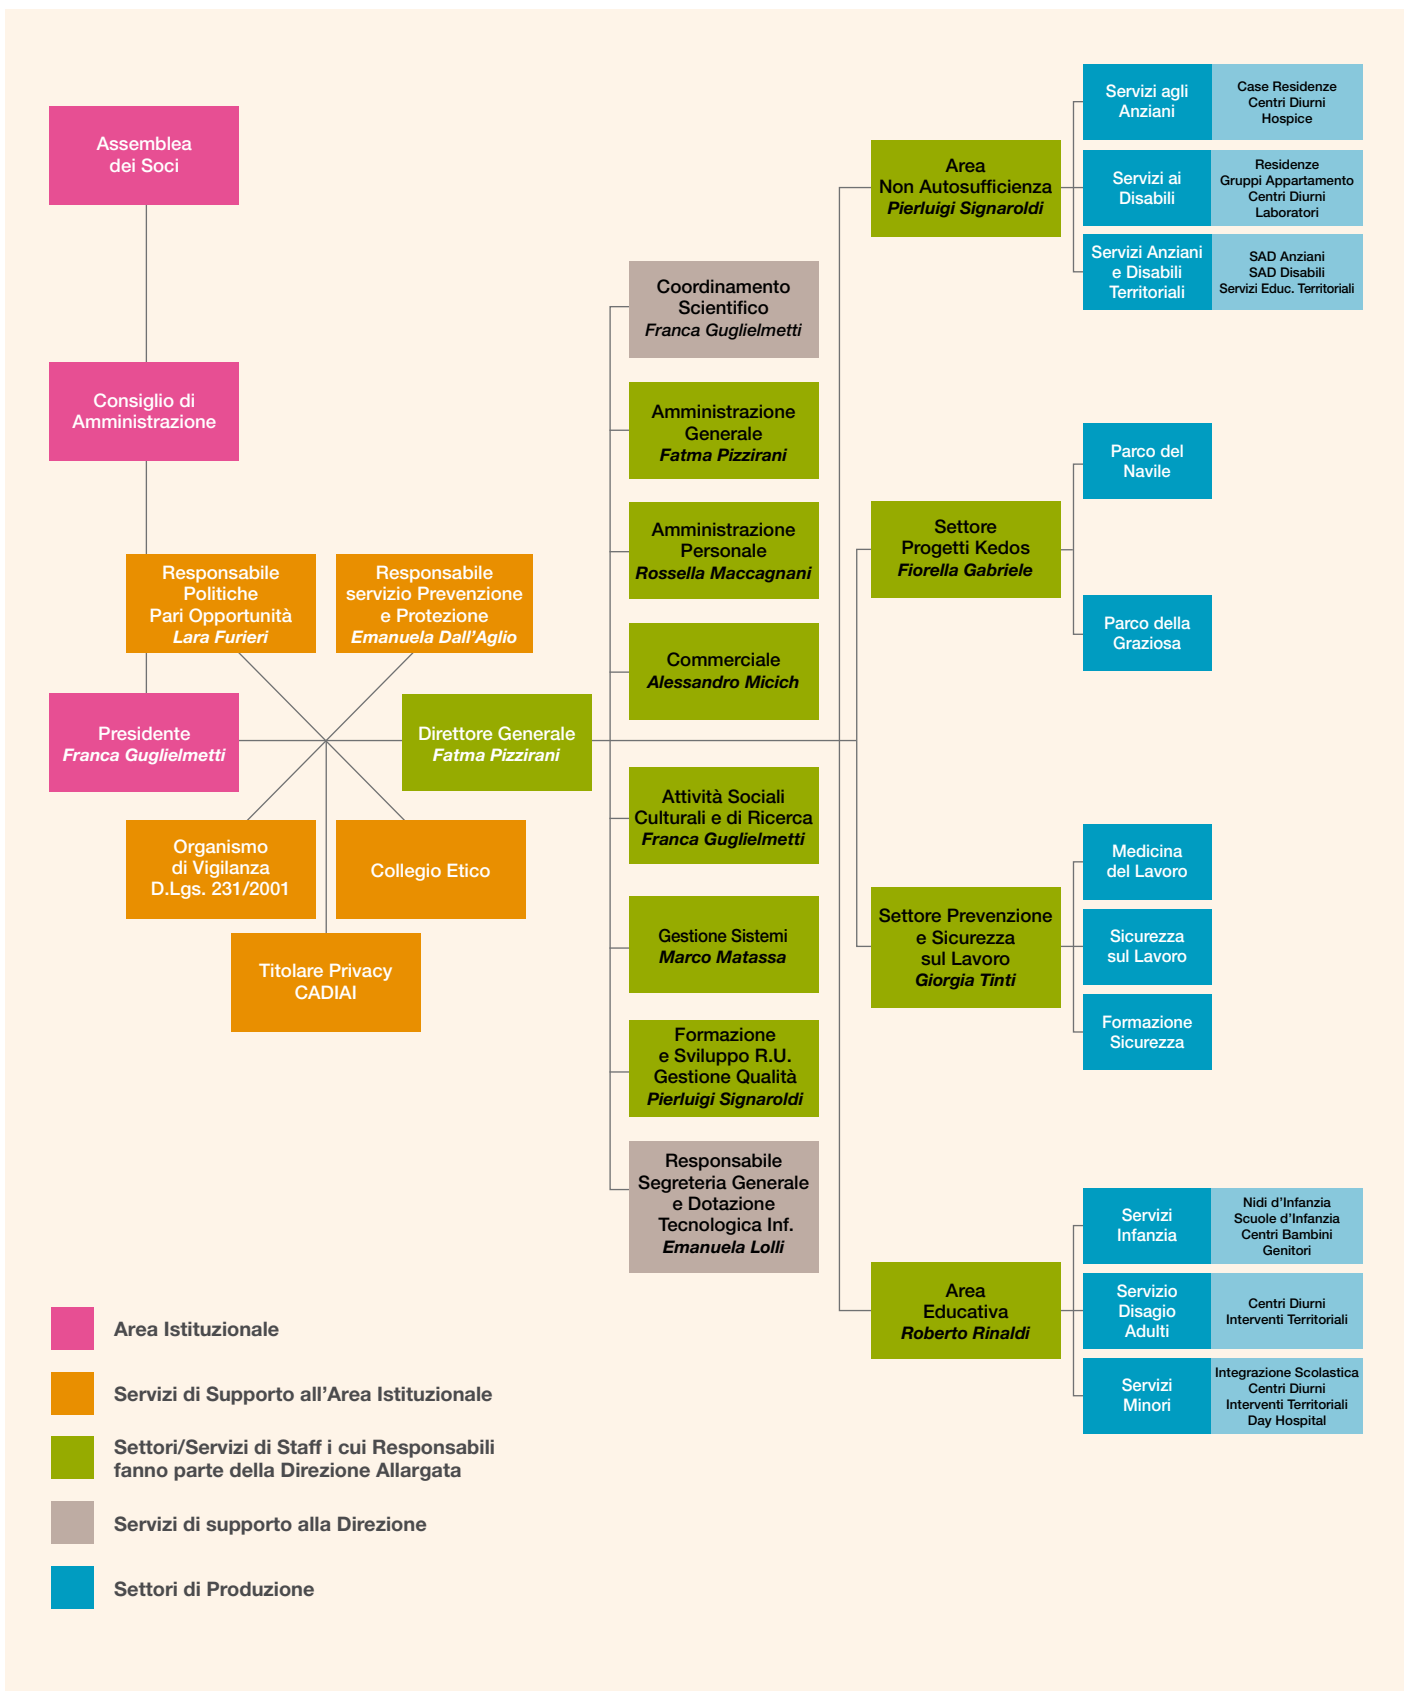 Assemblea
dei Soci
Consiglio di
Amministrazione
Responsabile
Politiche
Pari Opportunità
Lara Furieri
Responsabile
servizio Prevenzione
e Protezione
Emanuela Dall'Aglio
Presidente
Franca Guglielmetti
Direttore Generale
Fatma Pizzirani
Organismo
di Vigilanza
D.Lgs. 231/2001
Collegio Etico
Titolare Privacy
CADIAI
Coordinamento
Scientifico
Franca Guglielmetti
Amministrazione
Generale
Fatma Pizzirani
Amministrazione
Personale
Rossella Maccagnani
Commerciale
Alessandro Micich
Attività Sociali
Culturali e di Ricerca
Franca Guglielmetti
Gestione Sistemi
Marco Matassa
Formazione
e Sviluppo R.U.
Gestione Qualità
Pierluigi Signaroldi
Responsabile
Segreteria Generale
e Dotazione
Tecnologica Inf.
Emanuela Lolli
Area
Non Autosufficienza
Pierluigi Signaroldi
Servizi agli
Anziani
Case Residenze
Centri Diurni
Hospice
Servizi ai
Disabili
Residenze
Gruppi Appartamento
Centri Diurni
Laboratori
Servizi Anziani
e Disabili
Territoriali
SAD Anziani
SAD Disabili
Servizi Educ. Territoriali
Settore
Progetti Kedos
Fiorella Gabriele
Parco del
Navile
Parco della
Graziosa
Settore Prevenzione
e Sicurezza
sul Lavoro
Giorgia Tinti
Medicina
del Lavoro
Sicurezza
sul Lavoro
Formazione
Sicurezza
Area
Educativa
Roberto Rinaldi
Servizi
Infanzia
Nidi d'Infanzia
Scuole d'Infanzia
Centri Bambini
Genitori
Servizio
Disagio
Adulti
Centri Diurni
Interventi Territoriali
Servizi
Minori
Integrazione Scolastica
Centri Diurni
Interventi Territoriali
Day Hospital
Area Istituzionale
Servizi di Supporto all'Area Istituzionale
Settori/Servizi di Staff i cui Responsabili
fanno parte della Direzione Allargata
Servizi di supporto alla Direzione
Settori di Produzione